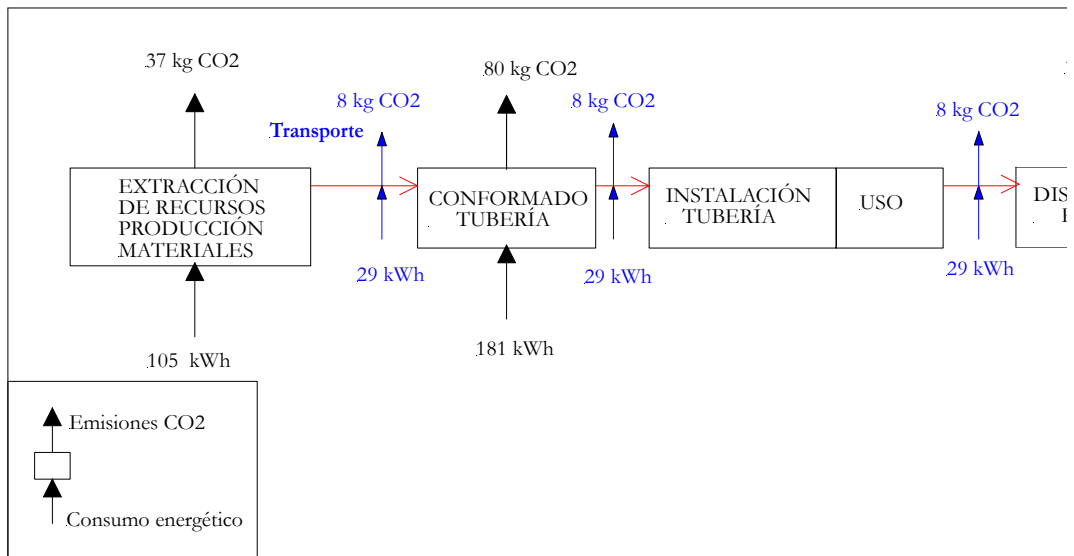 37 kg CO2
80 kg CO2
8 kg CO2
8 kg CO2
8 kg CO2
Transporte
EXTRACCIÓN
DE RECURSOS
PRODUCCIÓN
MATERIALES
CONFORMADO
TUBERÍA
INSTALACIÓN
TUBERÍA
USO
29 kWh
29 kWh
29 kWh
105 kWh
181 kWh
Emisiones CO2
Consumo energético